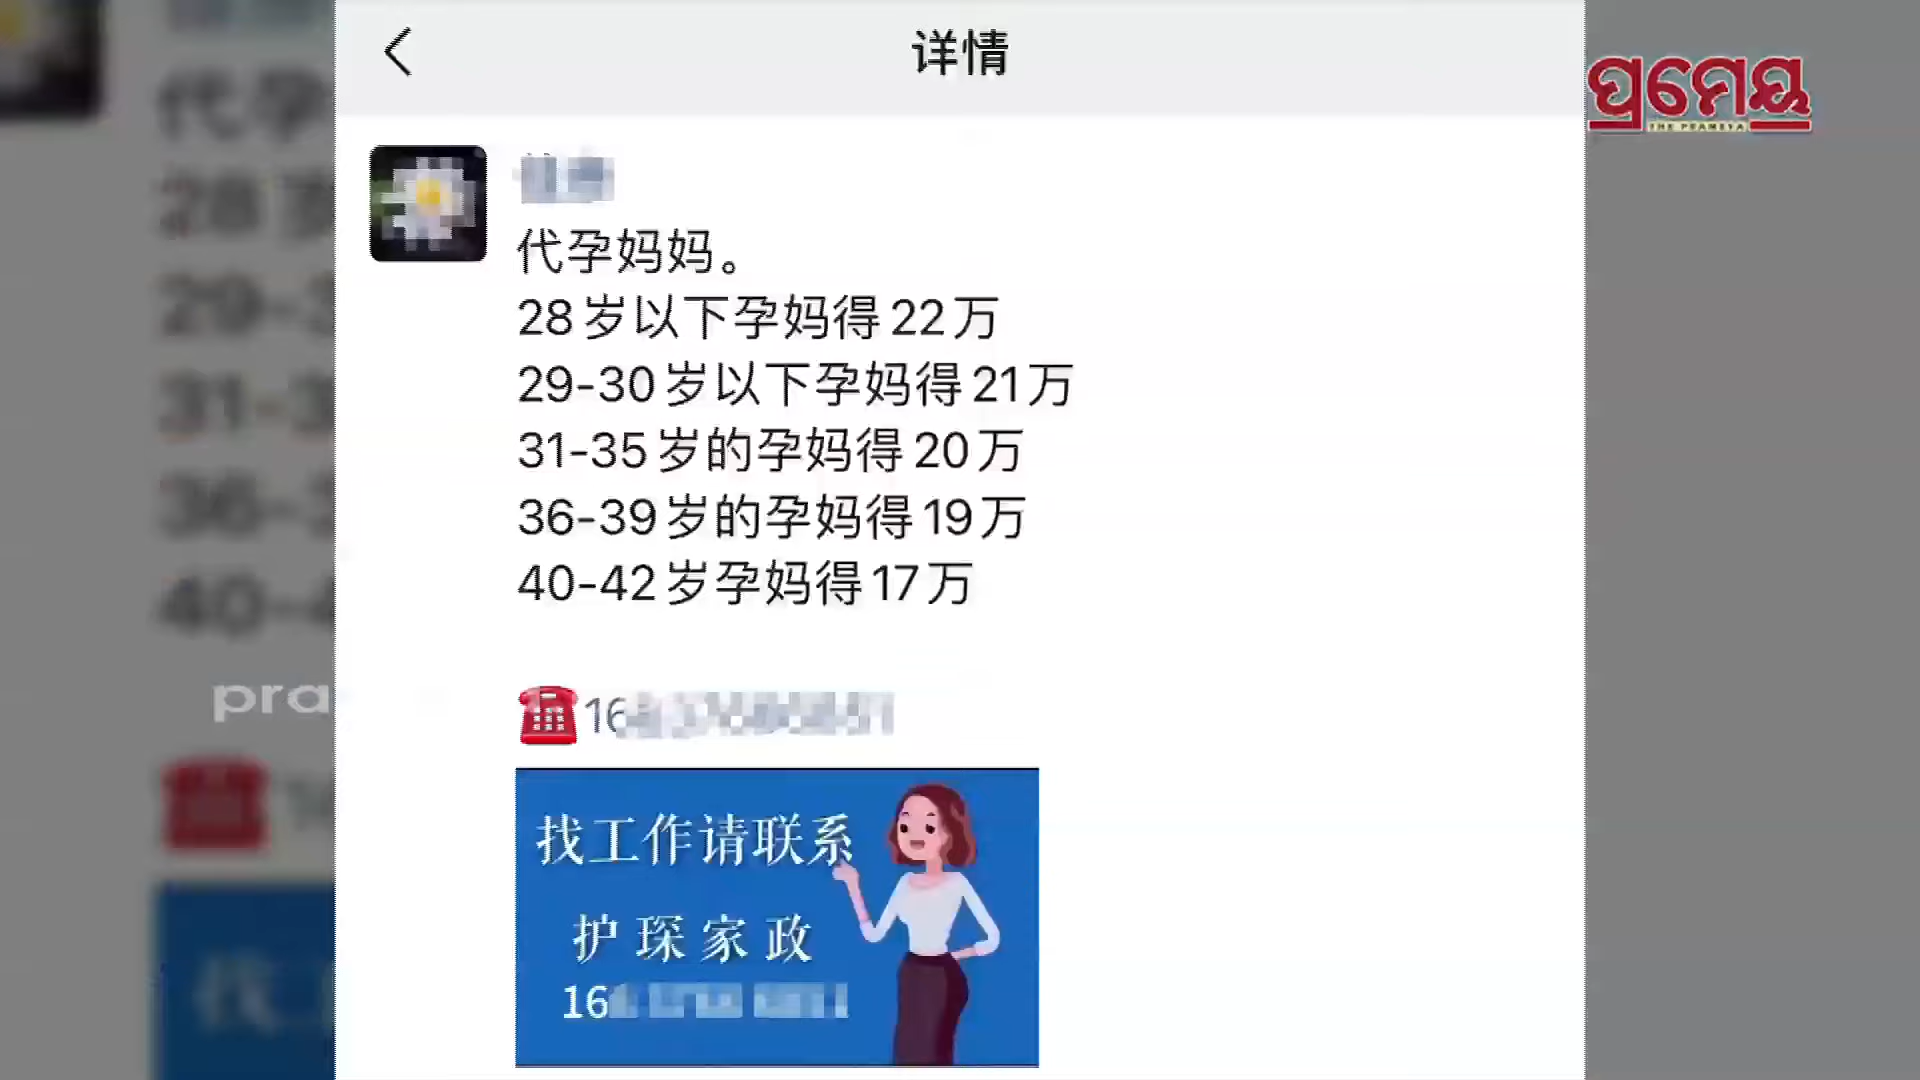 详情
ପ୍ରମେୟ
THE PRAMEYA
代孕妈妈。
28岁以下孕妈得22万
29-30岁以下孕妈得21万
31-35岁的孕妈得20万
36-39岁的孕妈得19万
40-42岁孕妈得17万
pra
☎️16
找工作请联系
护琛家政
16